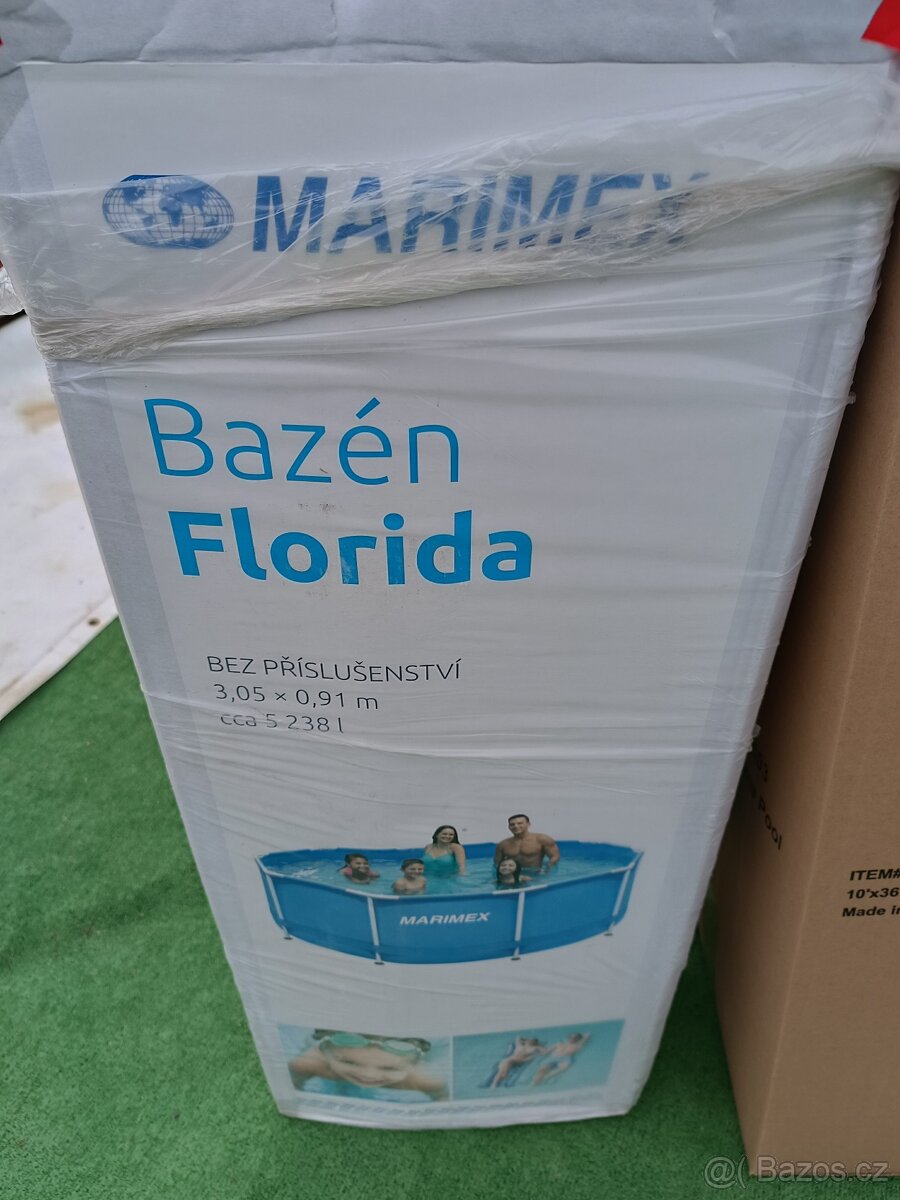 MARIMEX
Bazén
Florida
BEZ PŘÍSLUŠENSTVÍ
3,05 × 0,91 m
cca 5 238 l
MARIMEX
Pool
ITEM#
10'x36
Made in
@( Bazos.cz